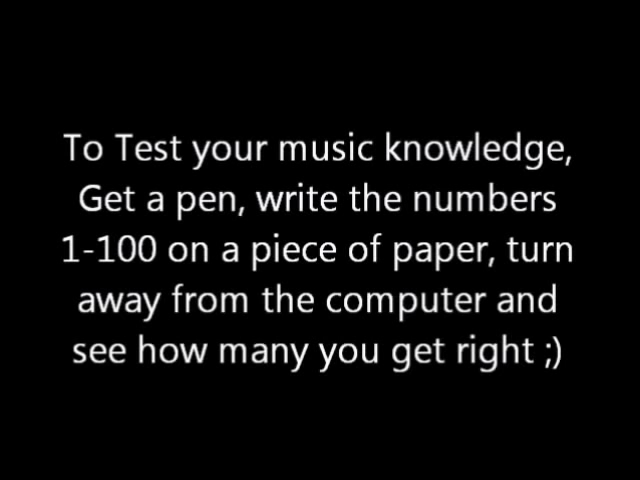 To Test your music knowledge,
Get a pen, write the numbers
1-100 on a piece of paper, turn
away from the computer and
see how many you get right ;)